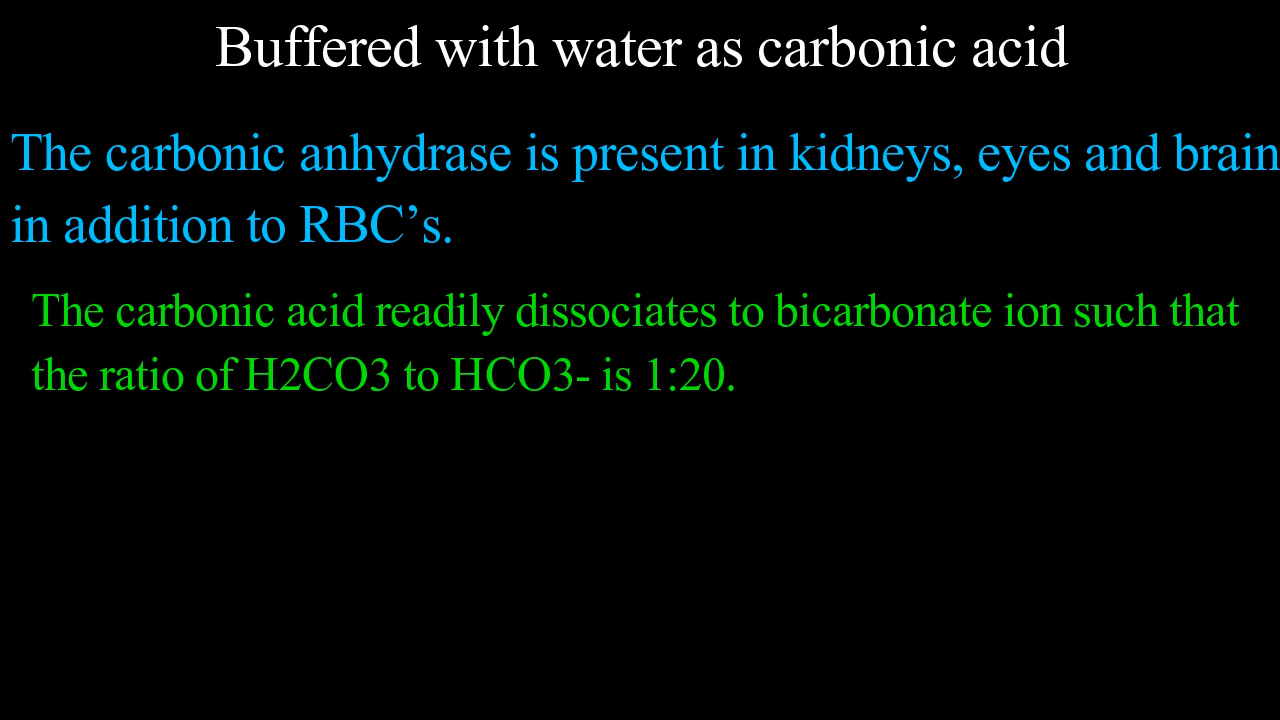 Buffered with water as carbonic acid
The carbonic anhydrase is present in kidneys, eyes and brain
in addition to RBC’s.
The carbonic acid readily dissociates to bicarbonate ion such that
the ratio of H2CO3 to HCO3- is 1:20.